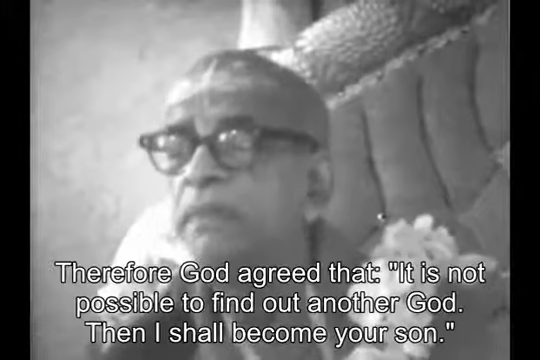 Therefore God agreed that: "It is not
possible to find out another God.
Then I shall become your son."